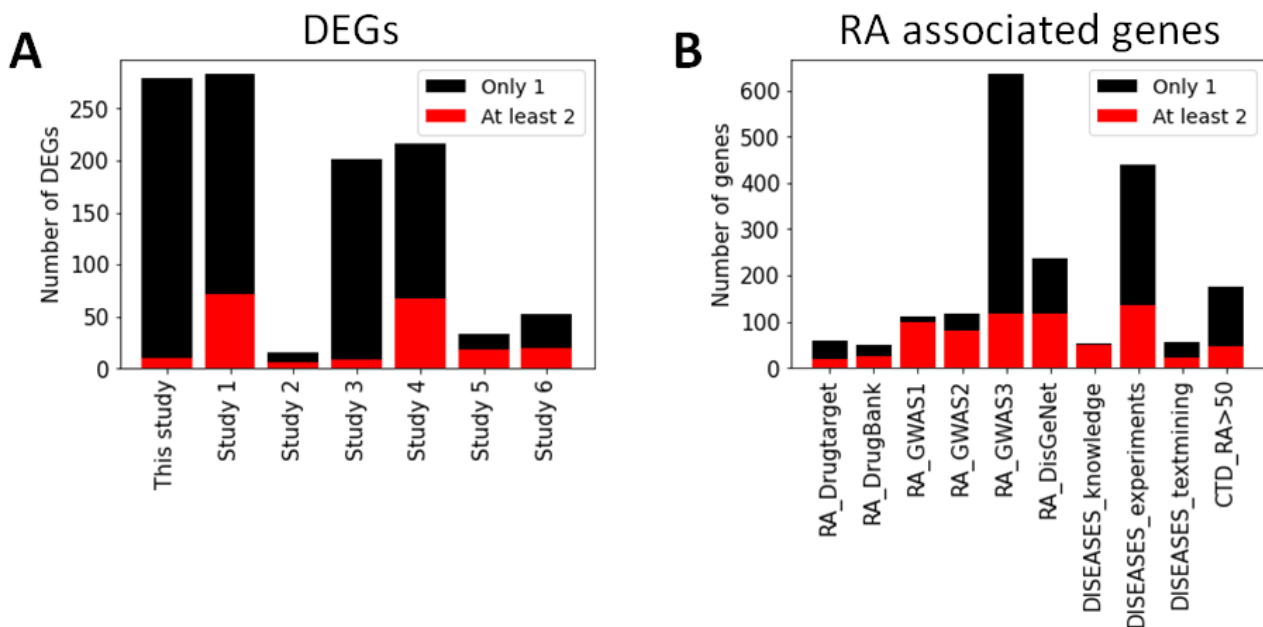 A
DEGs
Number of DEGs
250
200
150
100
50
0
Only 1
At least 2
This study
Study 1
Study 2
Study 3
Study 4
Study 5
Study 6
B
RA associated genes
Number of genes
600
500
400
300
200
100
0
Only 1
At least 2
RA_Drugtarget
RA_DrugBank
RA_GWAS1
RA_GWAS2
RA_GWAS3
RA_DisGeNet
DISEASES_knowledge
DISEASES_experiments
DISEASES_textmining
CTD_RA>50